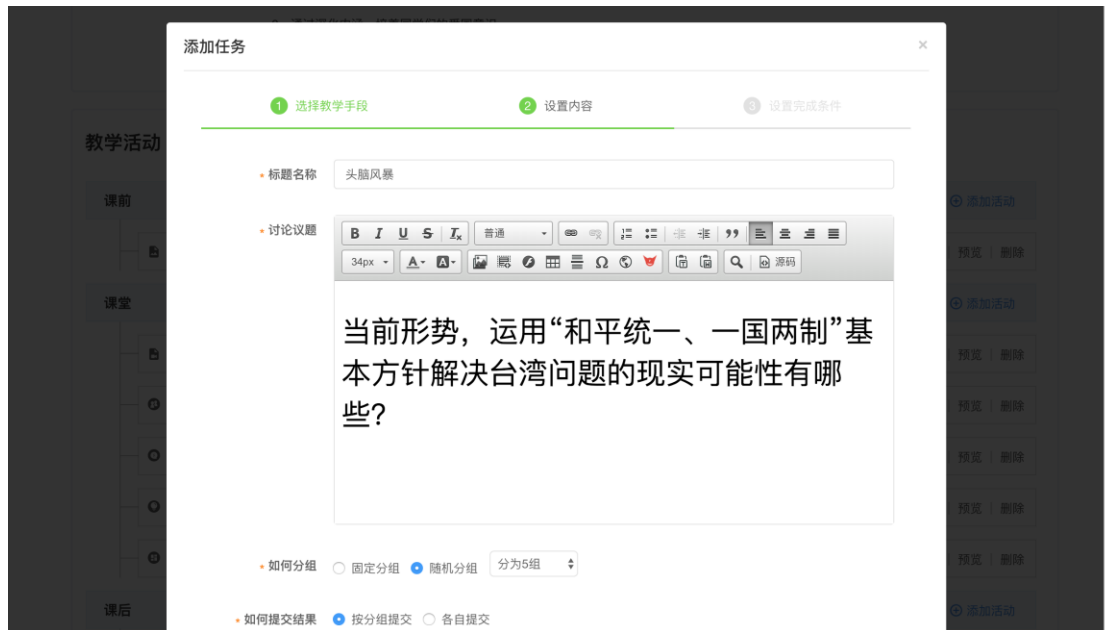 添加任务
×
1 选择教学手段
2 设置内容
3 设置完成条件
教学活动
* 标题名称 头脑风暴
课前 添加活动
* 讨论议题
B I U S Ix 普通
预览 | 删除
34px A A Ω 源码
课堂 添加活动
当前形势，运用“和平统一、一国两制”基
本方针解决台湾问题的现实可能性有哪
些？
预览 | 删除
预览 | 删除
预览 | 删除
预览 | 删除
预览 | 删除
* 如何分组 固定分组 随机分组 分为5组
课后 添加活动
* 如何提交结果 按分组提交 各自提交